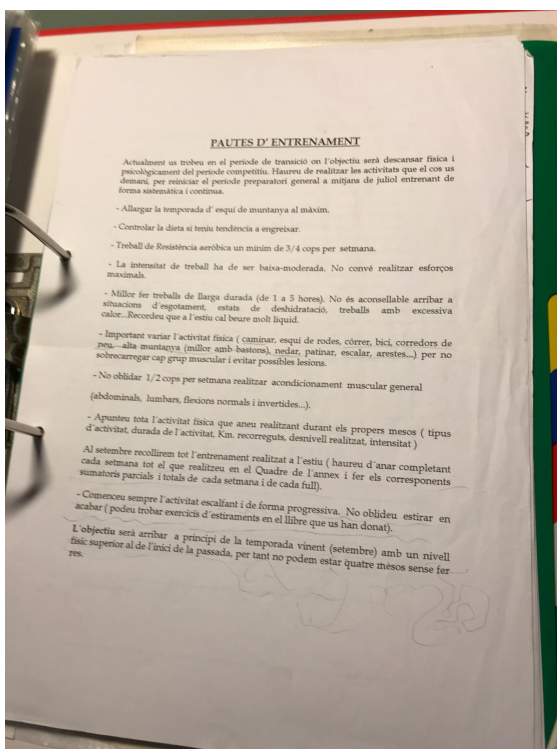 PAUTES D' ENTRENAMENT
Actualment us trobeu en el periode de transició on l'objectiu serà descansar física i
psicològicament del periode competitiu. Haureu de realitzar les activitats que el cos us
demani, per reiniciar el periode preparatori general a mitjans de juliol entrenant de
forma sistemàtica i contínua.
- Allargar la temporada d' esquí de muntanya al màxim.
- Controlar la dieta si teniu tendència a engreixar.
- Treball de Resistència aeròbica un mínim de 3/4 cops per setmana.
- La intensitat de treball ha de ser baixa-moderada. No convé realitzar esforços
maximals.
- Millor fer treballs de llarga durada (de 1 a 5 hores). No és aconsellable arribar a
situacions d'esgotament, estats de deshidratació, treballs amb excessiva
calor...Recordeu que a l'estiu cal beure molt líquid.
- Important variar l'activitat física ( caminar, esquí de rodes, córrer, bici, corredors de
neu, alta muntanya (millor amb bastons), nedar, patinar, escalar, arestes...) per no
sobrecarregar cap grup muscular i evitar possibles lesions.
- No oblidar 1/2 cops per setmana realitzar acondicionament muscular general
(abdominals, lumbars, flexions normals i invertides...).
- Apunteu tota l'activitat física que aneu realitzant durant els propers mesos ( tipus
d'activitat, durada de l'activitat, Km. recorreguts, desnivell realitzat, intensitat )
Al setembre recollirem tot l'entrenament realitzat a l'estiu ( haureu d'anar completant
cada setmana tot el que realitzeu en el Quadre de l'annex i fer els corresponents
sumatoris parcials i totals de cada setmana i de cada full).
- Comenceu sempre l'activitat escalfant i de forma progressiva. No oblideu estirar en
acabar ( podeu trobar exercicis d'estiraments en el llibre que us han donat).
L'objectiu serà arribar a principi de la temporada vinent (setembre) amb un nivell
físic superior al de l'inici de la passada, per tant no podem estar quatre mesos sense fer
res.